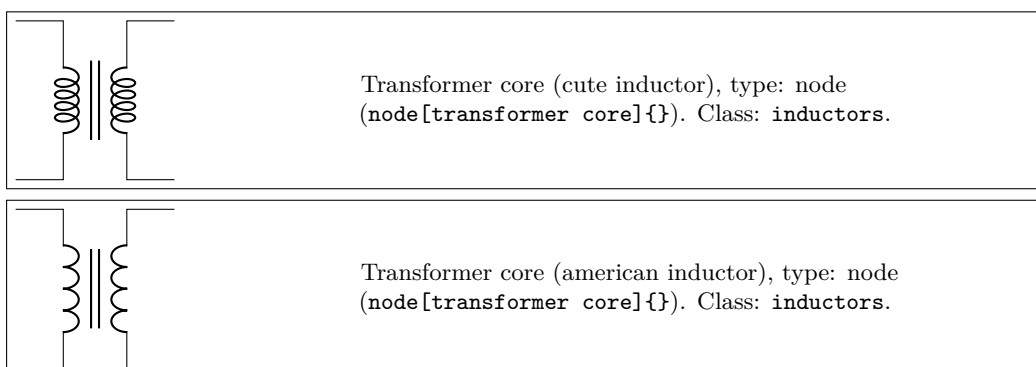 Transformer core (cute inductor), type: node
(node[transformer core]{}). Class: inductors.
Transformer core (american inductor), type: node
(node[transformer core]{}). Class: inductors.